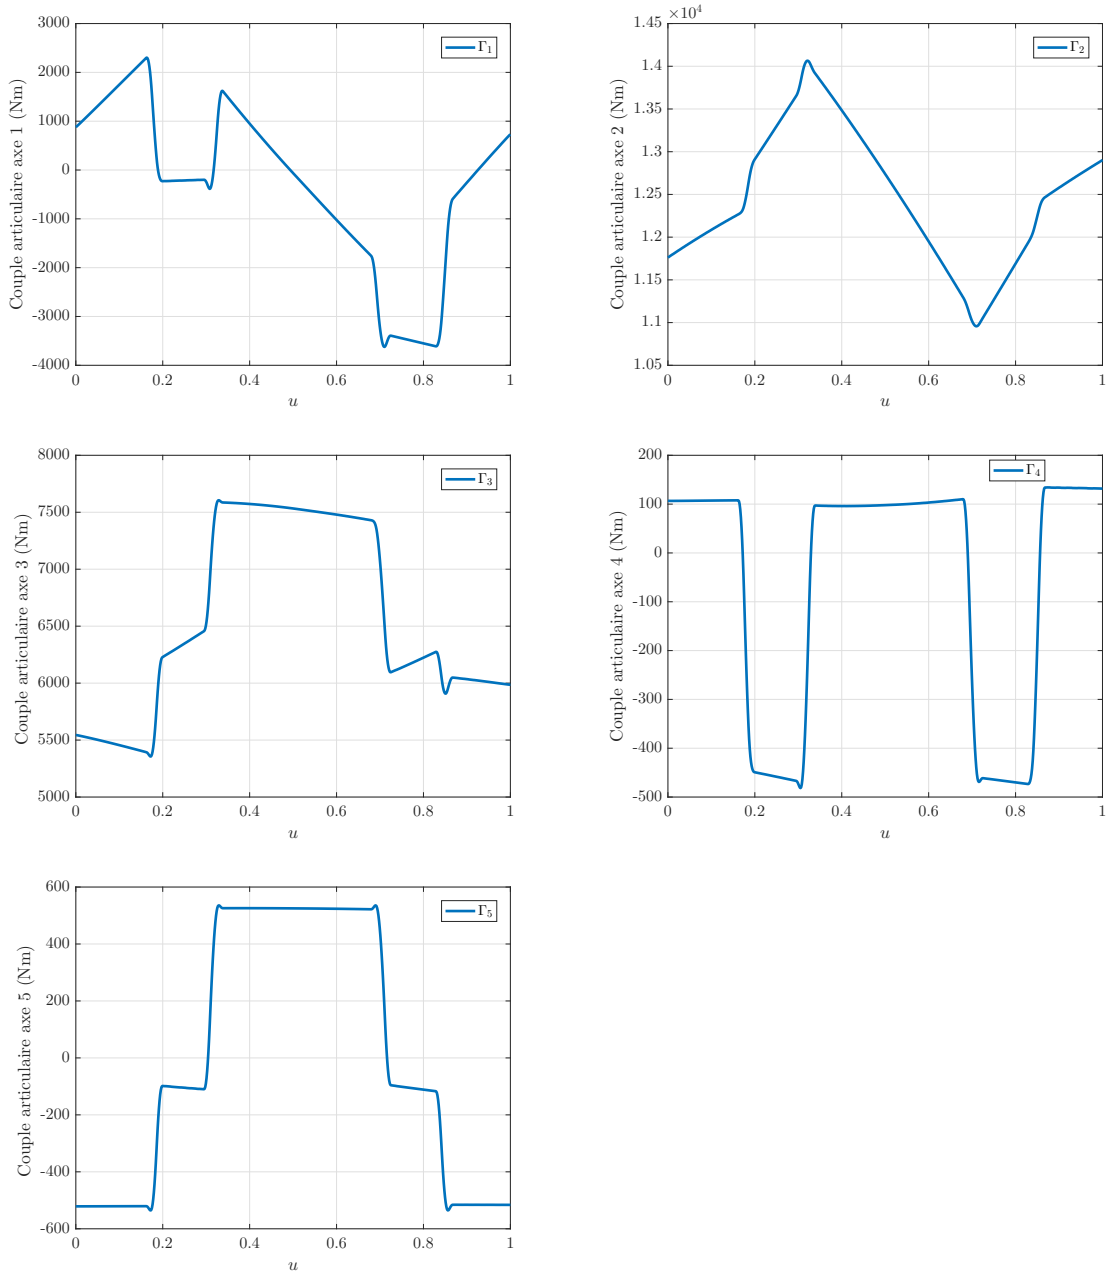 Γ₁
Couple articulaire axe 1 (Nm)
3000
2000
1000
0
-1000
-2000
-3000
-4000
0 0.2 0.4 0.6 0.8 1
u
×10⁴
Γ₂
Couple articulaire axe 2 (Nm)
1.45
1.4
1.35
1.3
1.25
1.2
1.15
1.1
1.05
0 0.2 0.4 0.6 0.8 1
u
Γ₃
Couple articulaire axe 3 (Nm)
8000
7500
7000
6500
6000
5500
5000
0 0.2 0.4 0.6 0.8 1
u
Γ₄
Couple articulaire axe 4 (Nm)
200
100
0
-100
-200
-300
-400
-500
0 0.2 0.4 0.6 0.8 1
u
Γ₅
Couple articulaire axe 5 (Nm)
600
400
200
0
-200
-400
-600
0 0.2 0.4 0.6 0.8 1
u